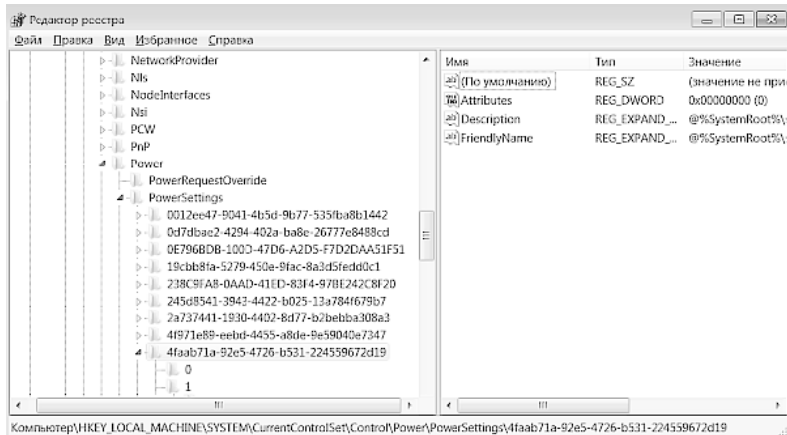 Редактор реестра
Файл Правка Вид Избранное Справка
NetworkProvider
Nls
NodeInterfaces
Nsi
PCW
PnP
Power
PowerRequestOverride
PowerSettings
0012ee47-9041-4b5d-9b77-535fba8b1442
0d7dbae2-4294-402a-ba8e-26777e8488cd
0E796BDB-100D-47D6-A2D5-F7D2DAA51F51
19cbb8fa-5279-450e-9fac-8a3d5fedd0c1
238C9FA8-0AAD-41ED-83F4-97BE242C8F20
245d8541-3943-4422-b025-13a784f679b7
2a737441-1930-4402-8d77-b2bebba308a3
4f971e89-eebd-4455-a8de-9e59040e7347
4faab71a-92e5-4726-b531-224559672d19
0
1
Имя Тип Значение
(По умолчанию) REG_SZ (значение не при
Attributes REG_DWORD 0x00000000 (0)
Description REG_EXPAND_... @%SystemRoot%\
FriendlyName REG_EXPAND_... @%SystemRoot%\
Компьютер\HKEY_LOCAL_MACHINE\SYSTEM\CurrentControlSet\Control\Power\PowerSettings\4faab71a-92e5-4726-b531-224559672d19